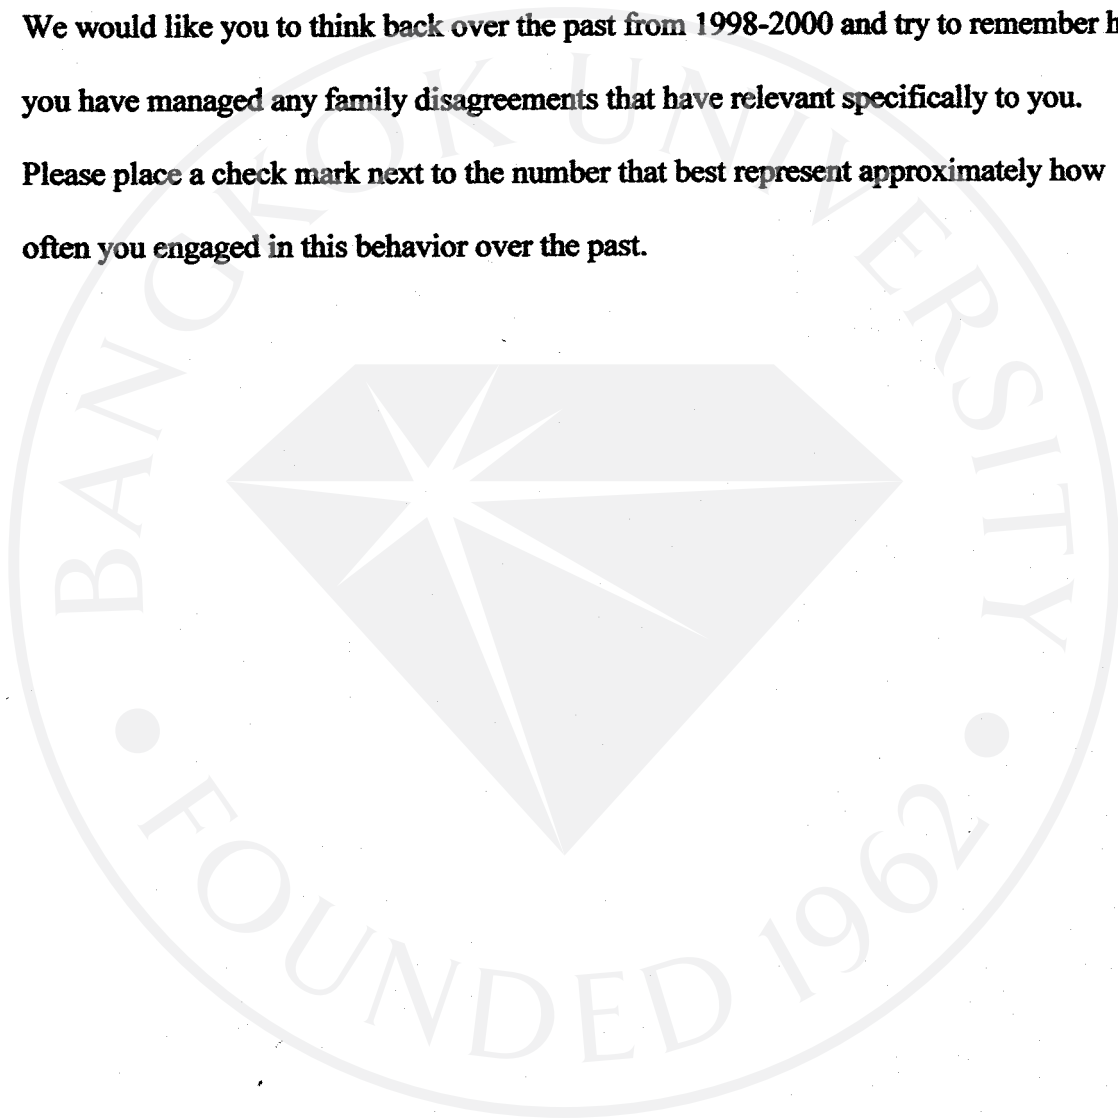 We would like you to think back over the past from 1998-2000 and try to remember
you have managed any family disagreements that have relevant specifically to you.
Please place a check mark next to the number that best represent approximately how
often you engaged in this behavior over the past.
BANGKOK UNIVERSITY
FOUNDED 1962